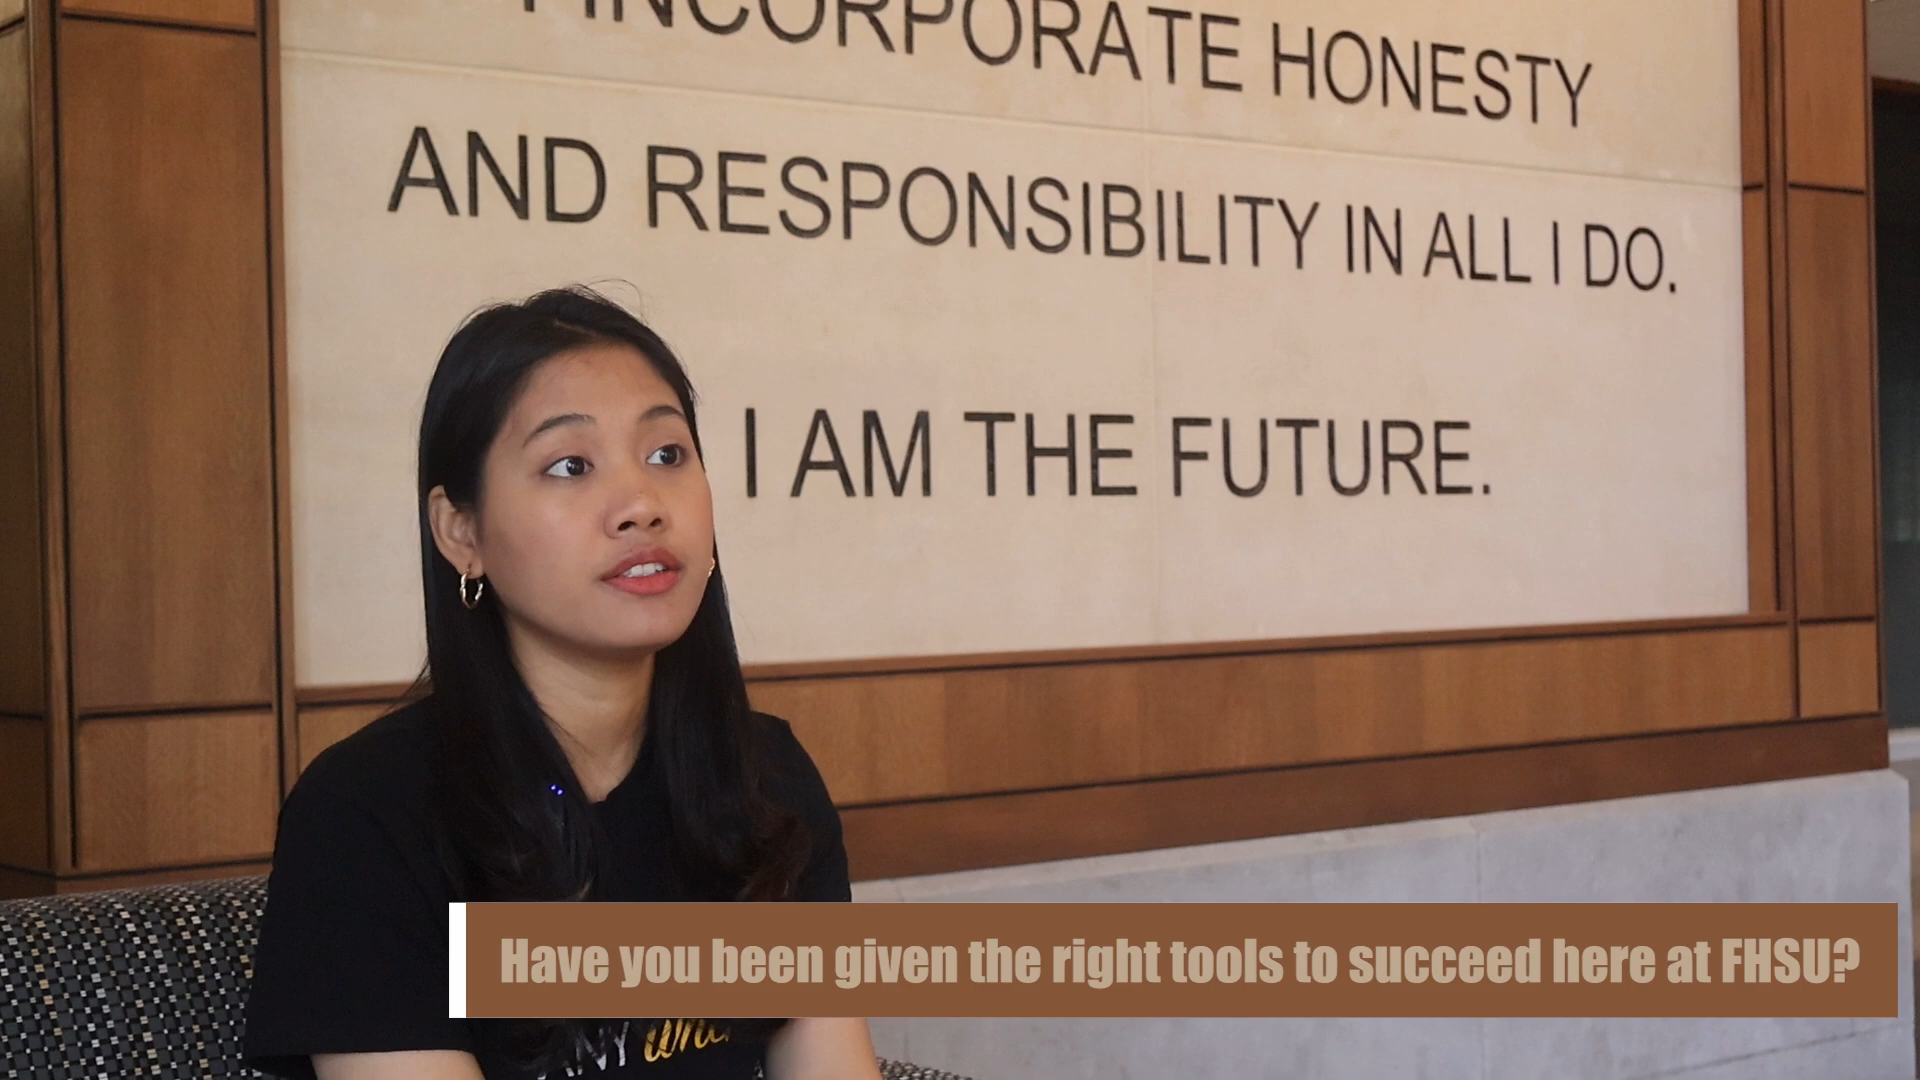 I INCORPORATE HONESTY
AND RESPONSIBILITY IN ALL I DO.
I AM THE FUTURE.
Have you been given the right tools to succeed here at FHSU?